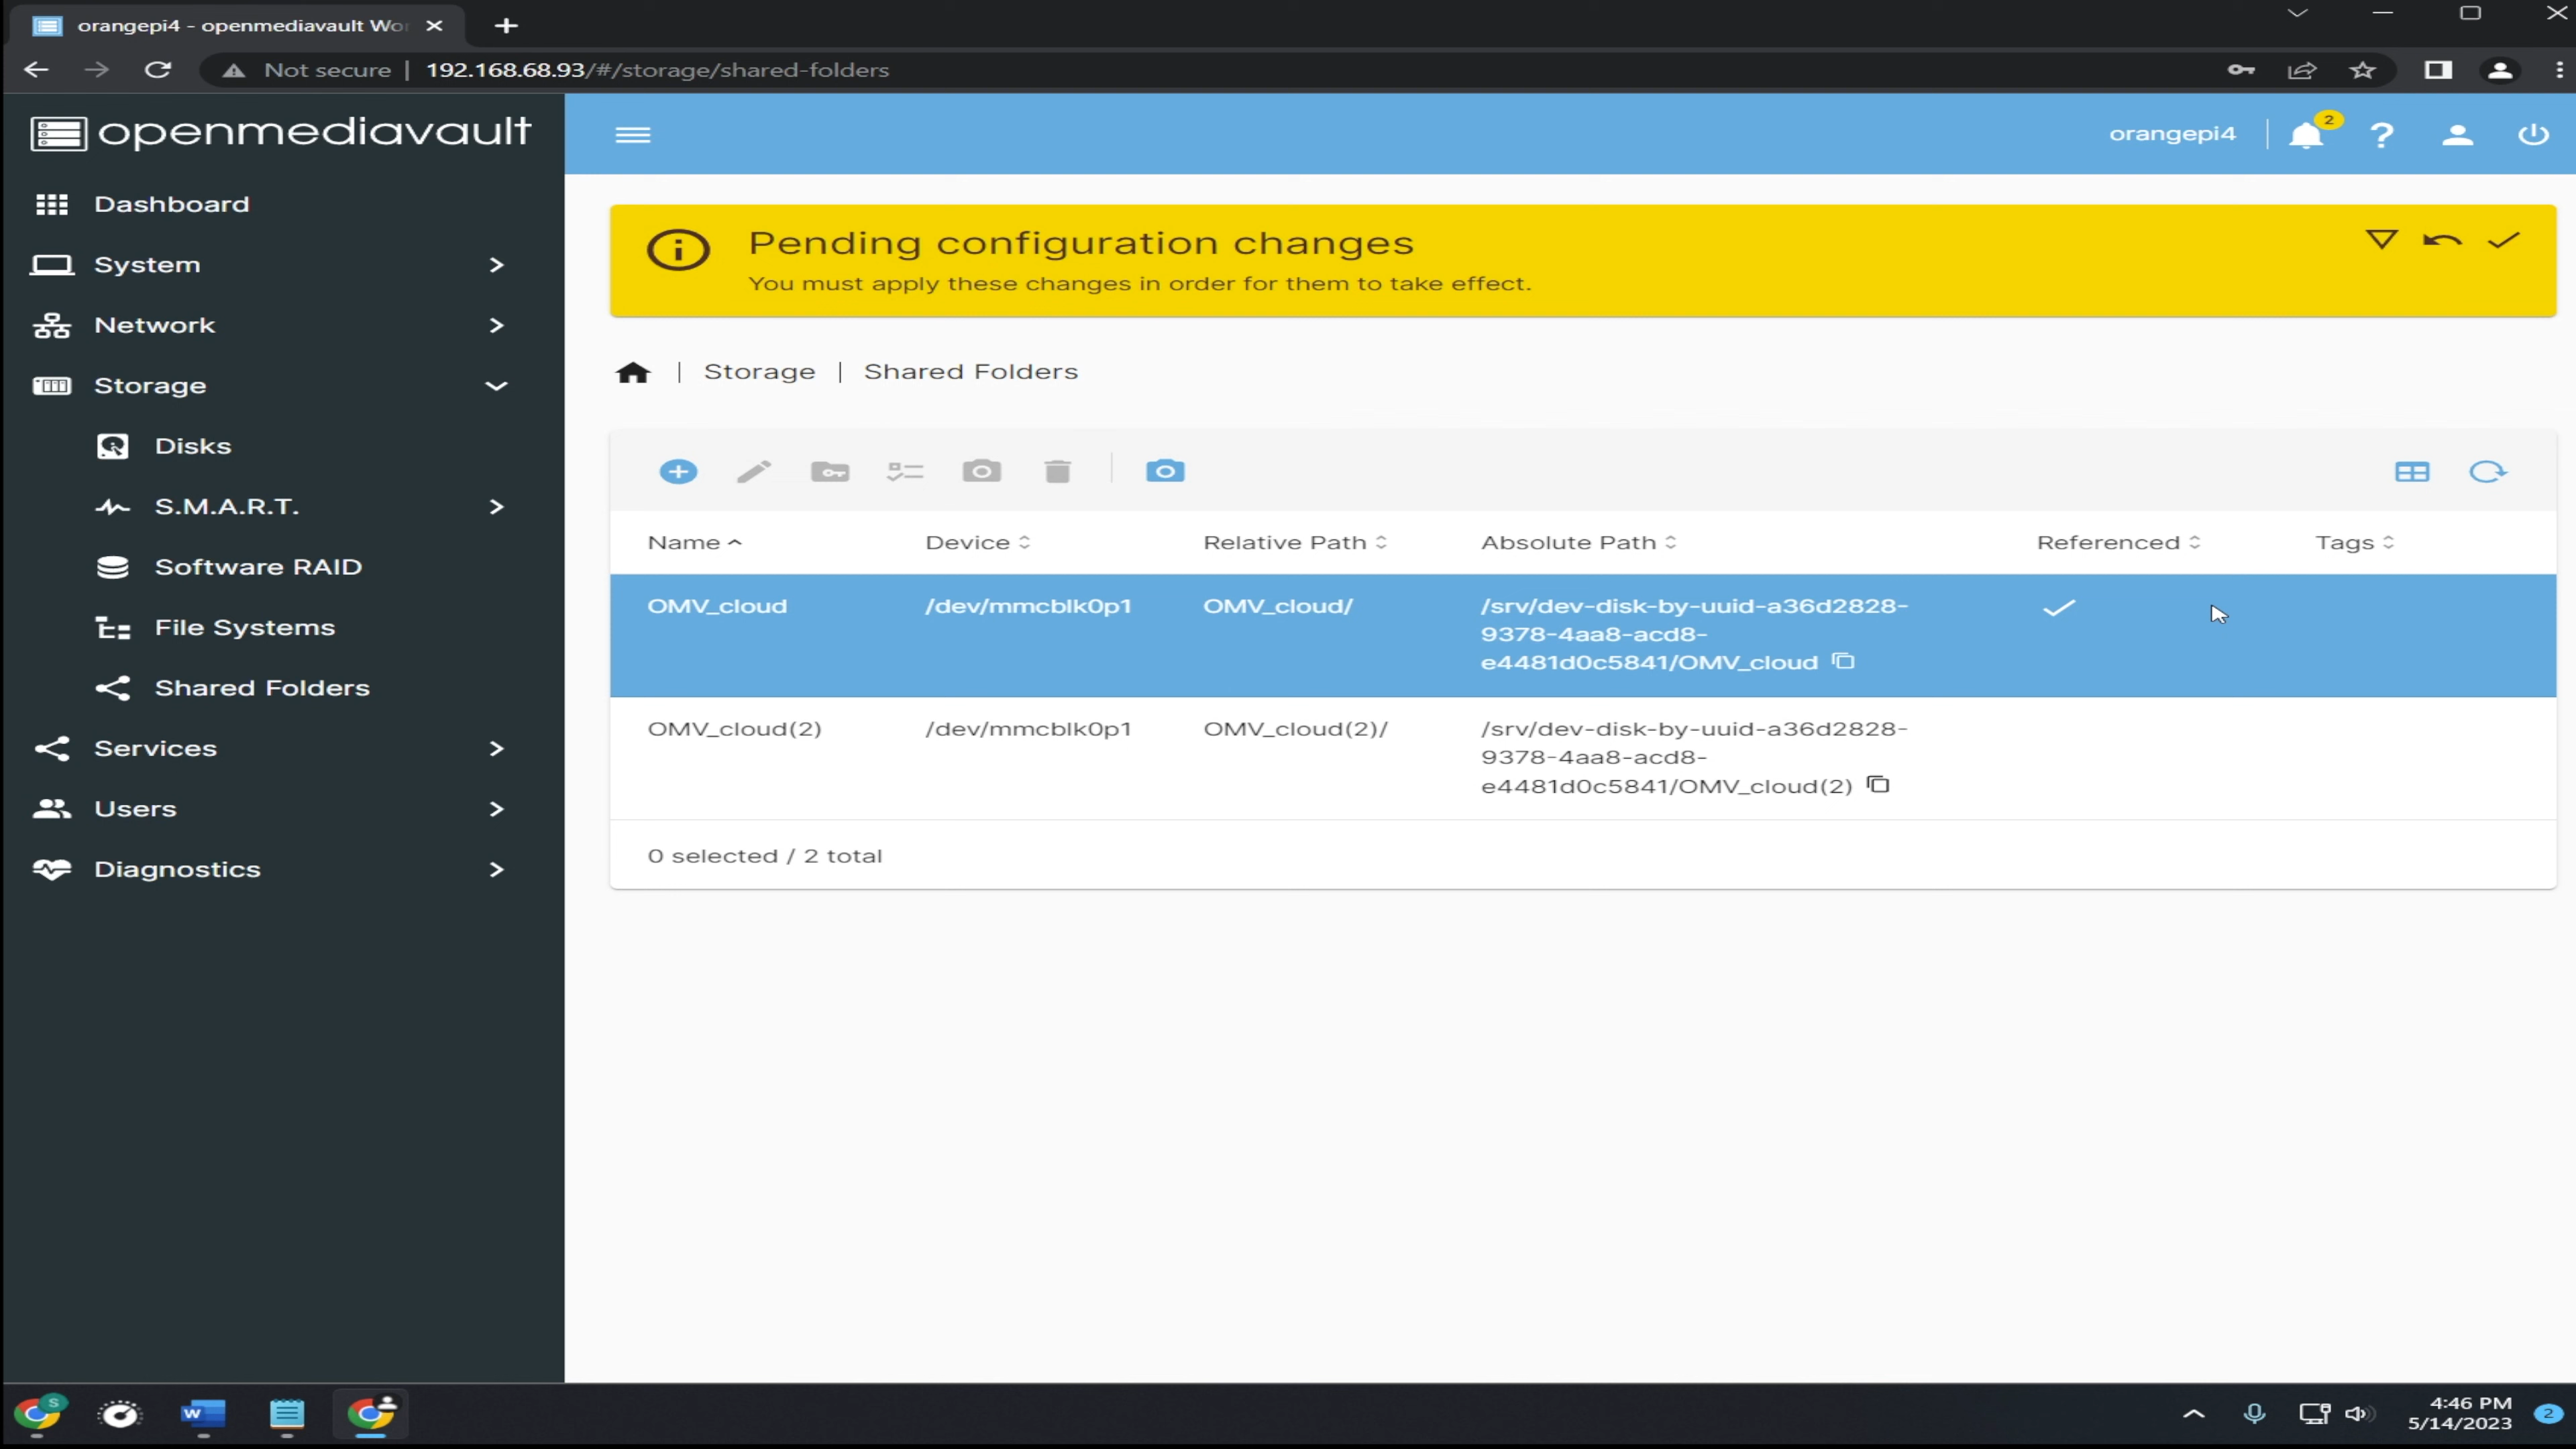 orangepi4 - openmediavault Wor
Not secure | 192.168.68.93/#/storage/shared-folders
openmediavault
orangepi4
2
?
Dashboard
System
Network
Storage
Disks
S.M.A.R.T.
Software RAID
File Systems
Shared Folders
Services
Users
Diagnostics
Pending configuration changes
You must apply these changes in order for them to take effect.
| Storage | Shared Folders
Name Device Relative Path Absolute Path Referenced Tags
OMV_cloud /dev/mmcblk0p1 OMV_cloud/ /srv/dev-disk-by-uuid-a36d2828-
9378-4aa8-acd8-
e4481d0c5841/OMV_cloud
OMV_cloud(2) /dev/mmcblk0p1 OMV_cloud(2)/ /srv/dev-disk-by-uuid-a36d2828-
9378-4aa8-acd8-
e4481d0c5841/OMV_cloud(2)
0 selected / 2 total
S
W
4:46 PM
5/14/2023
2